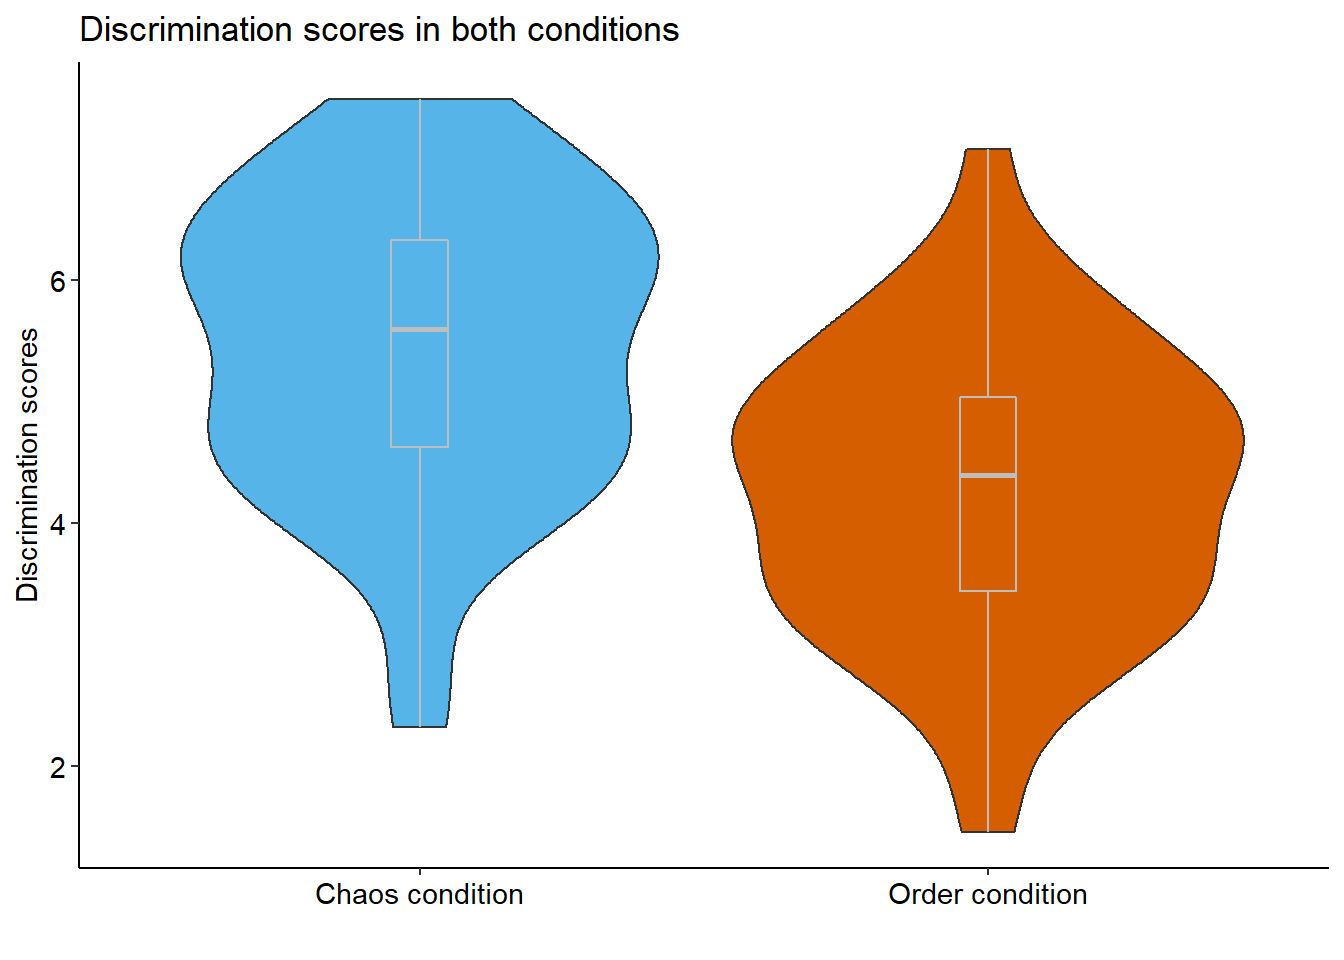 Discrimination scores in both conditions
Discrimination scores
6
4
2
Chaos condition
Order condition